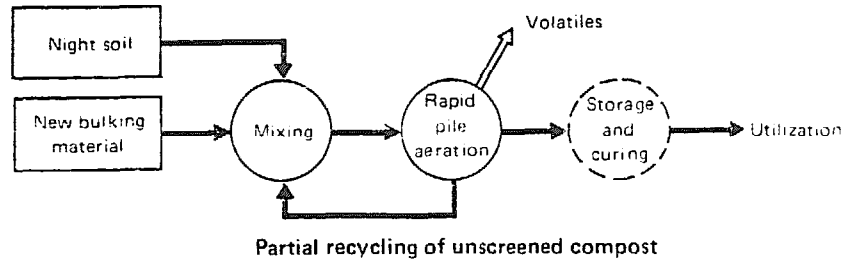 Night soil
New bulking
material
Mixing
Rapid
pile
aeration
Volatiles
Storage
and
curing
Utilization
Partial recycling of unscreened compost